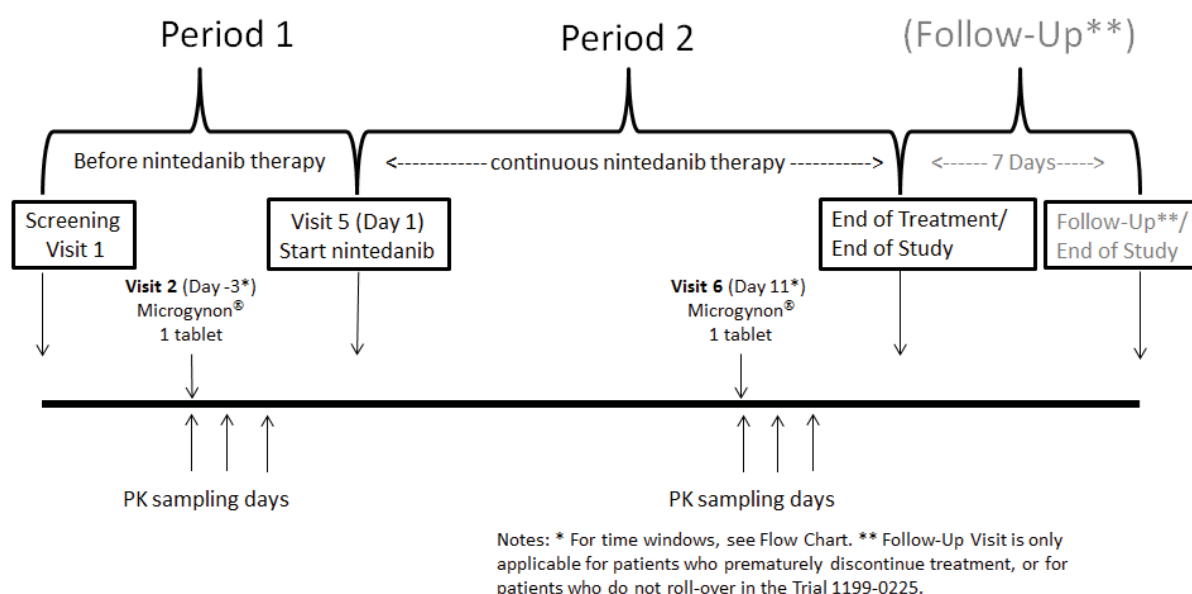 Period 1
Period 2
(Follow-Up**)
Before nintedanib therapy
<------------ continuous nintedanib therapy ----------->
<------ 7 Days----->
Screening
Visit 1
Visit 5 (Day 1)
Start nintedanib
End of Treatment/
End of Study
Follow-Up**/
End of Study
Visit 2 (Day -3*)
Microgynon®
1 tablet
Visit 6 (Day 11*)
Microgynon®
1 tablet
PK sampling days
PK sampling days
Notes: * For time windows, see Flow Chart. ** Follow-Up Visit is only
applicable for patients who prematurely discontinue treatment, or for
patients who do not roll-over in the Trial 1199-0225.